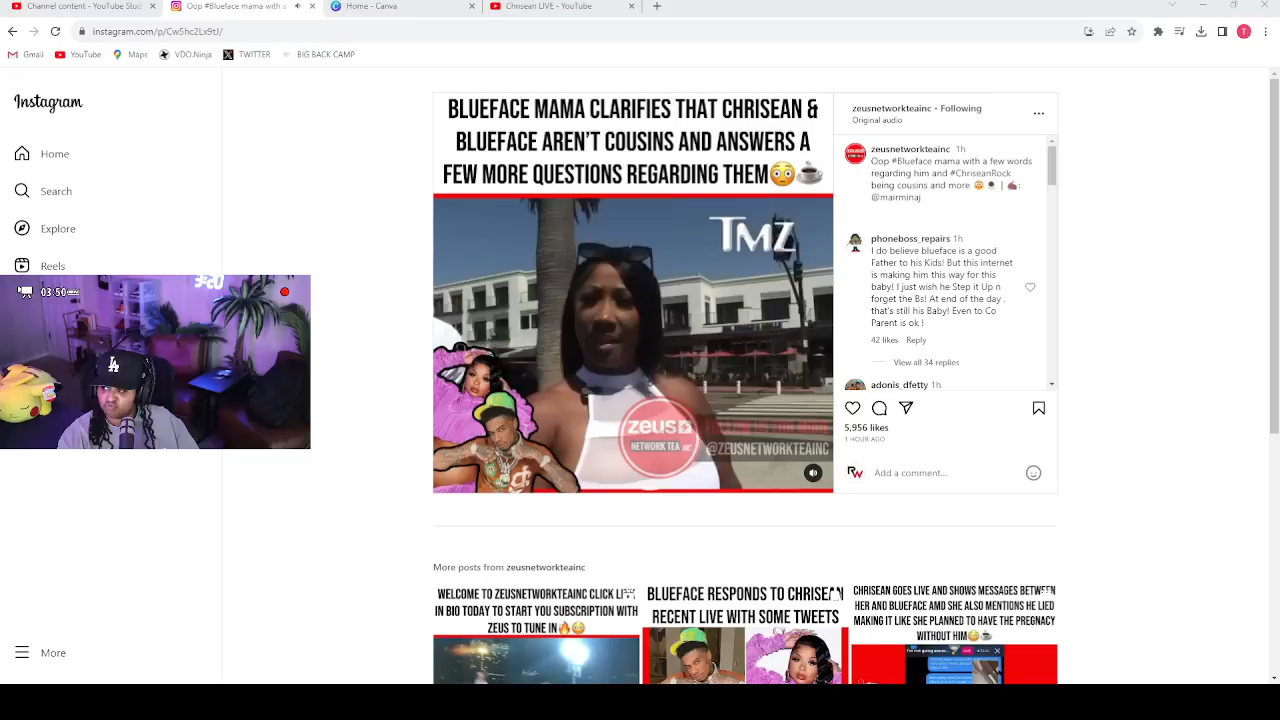 Channel content - YouTube Stud
Oop #Blueface mama with a
Home - Canva
Chrisean LIVE - YouTube
instagram.com/p/Cw5hc2Lx9tJ/
Gmail
YouTube
Maps
VDO.Ninja
TWITTER
BIG BACK CAMP
Instagram
Home
Search
Explore
Reels
More
03:50
LA
BLUEFACE MAMA CLARIFIES THAT CHRISEAN &
BLUEFACE AREN'T COUSINS AND ANSWERS A
FEW MORE QUESTIONS REGARDING THEM😳☕
TMZ
zeus
NETWORK TEA INC
@ZEUSNETWORKTEAINC
zeusnetworkteainc • Following
Original audio
zeusnetworkteainc 1h
Oop #Blueface mama with a few words
regarding him and #ChriseanRock
being cousins and more
@mairminaj
phoneboss_repairs 1h
I do believe blueface is a good
Father to his Kids! But this internet
is making him this way for this
baby! I just wish he Step it Up n
forget the Bs! At end of the day .
that's still his Baby! Even to Co
Parent is ok !
42 likes Reply
View all 34 replies
adonis_dfetty 1h
5,956 likes
1 HOUR AGO
RW
Add a comment...
More posts from zeusnetworkteainc
WELCOME TO ZEUSNETWORKTEAINC CLICK LINK
IN BIO TODAY TO START YOU SUBSCRIPTION WITH
ZEUS TO TUNE IN🔥😳
BLUEFACE RESPONDS TO CHRISEAN
RECENT LIVE WITH SOME TWEETS
CHRISEAN GOES LIVE AND SHOWS MESSAGES BETWEEN
HER AND BLUEFACE AMD SHE ALSO MENTIONS HE LIED
MAKING IT LIKE SHE PLANNED TO HAVE THE PREGNACY
WITHOUT HIM😳☕